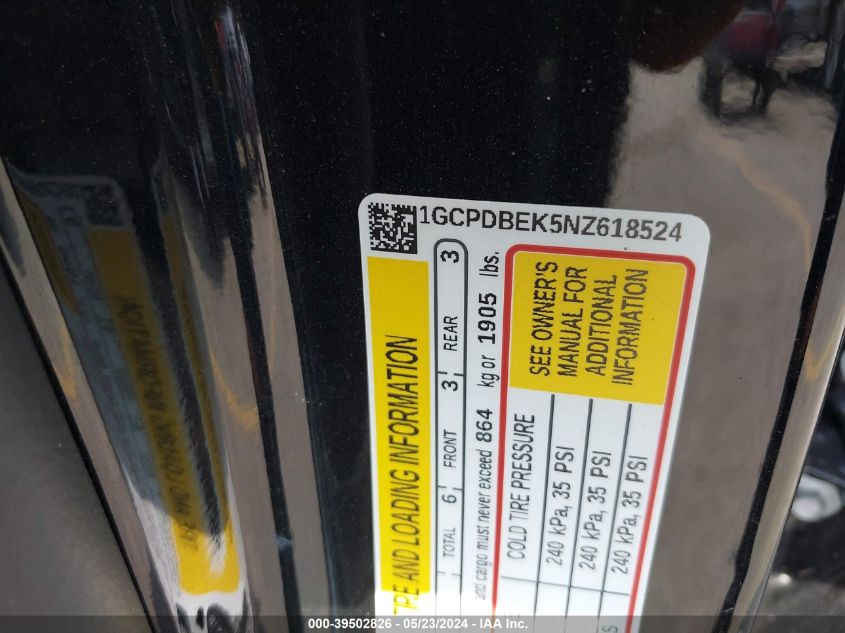 1GCPDBEK5NZ618524
TIRE AND LOADING INFORMATION
TOTAL 6 FRONT 3 REAR 3
and cargo must never exceed 864 kg or 1905 lbs.
COLD TIRE PRESSURE
240 kPa, 35 PSI
240 kPa, 35 PSI
240 kPa, 35 PSI
SEE OWNER'S
MANUAL FOR
ADDITIONAL
INFORMATION
000-39502826 - 05/23/2024 - IAA Inc.